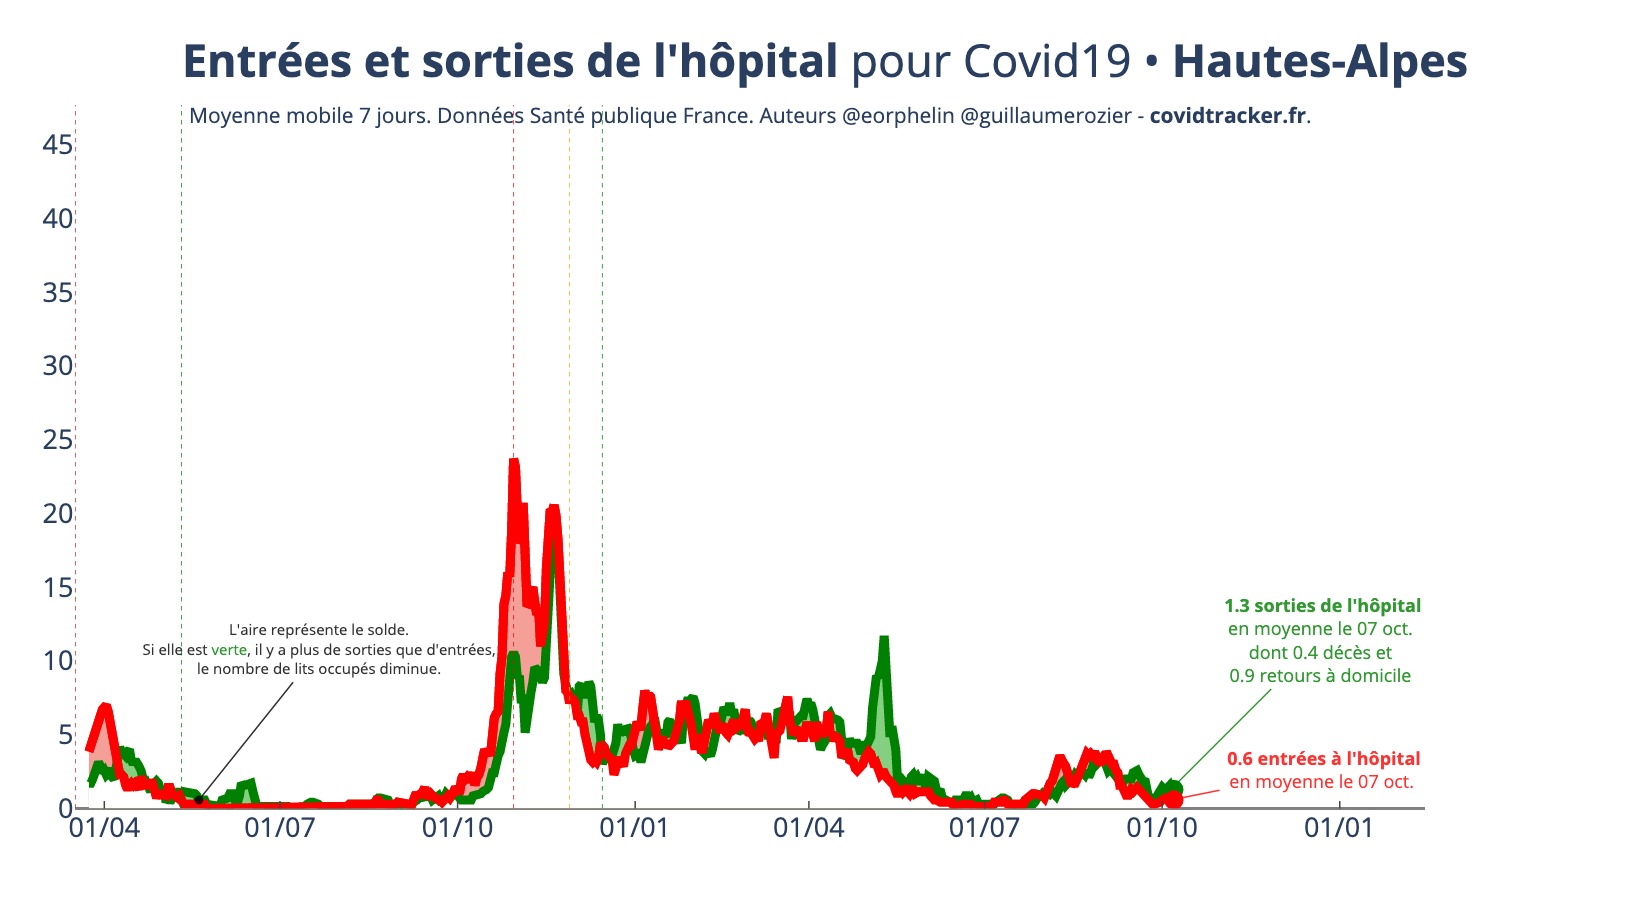 Entrées et sorties de l'hôpital pour Covid19 • Hautes-Alpes
Moyenne mobile 7 jours. Données Santé publique France. Auteurs @eorphelin @guillaumerozier - covidtracker.fr.
45
40
35
30
25
20
15
10
5
0
L'aire représente le solde.
Si elle est verte, il y a plus de sorties que d'entrées,
le nombre de lits occupés diminue.
1.3 sorties de l'hôpital
en moyenne le 07 oct.
dont 0.4 décès et
0.9 retours à domicile
0.6 entrées à l'hôpital
en moyenne le 07 oct.
01/04 01/07 01/10 01/01 01/04 01/07 01/10 01/01